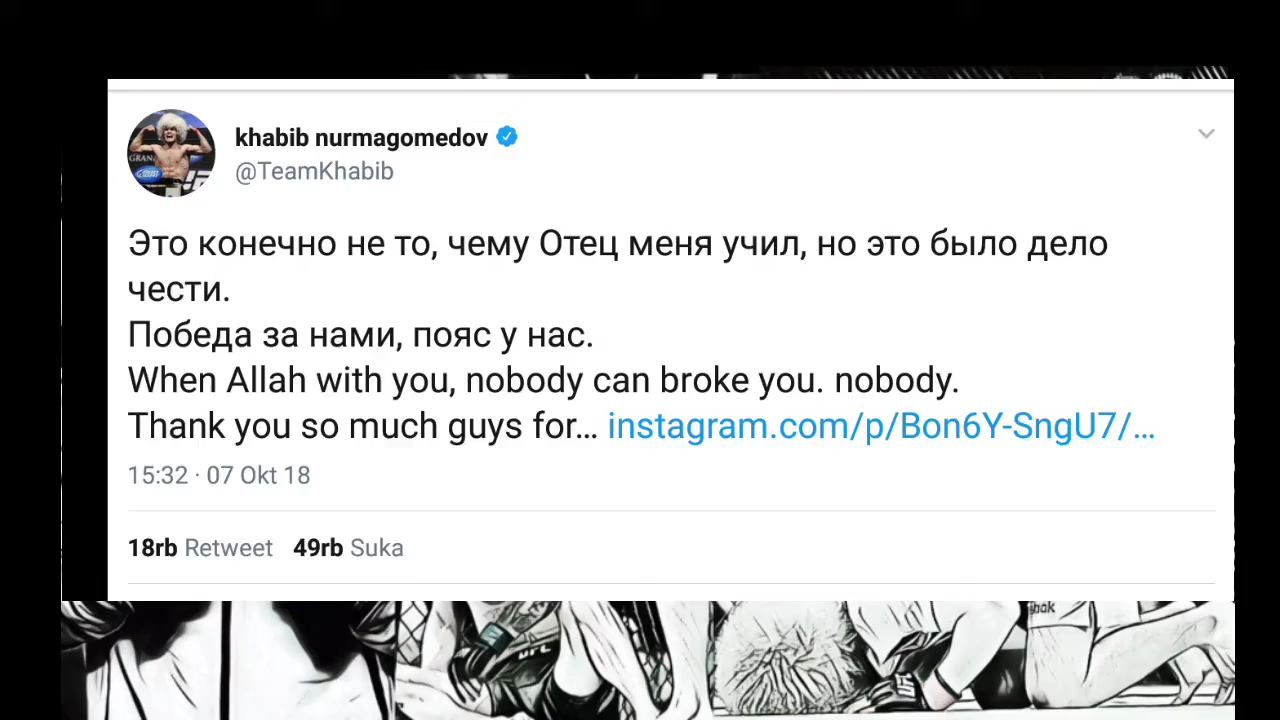 khabib nurmagomedov
@TeamKhabib
Это конечно не то, чему Отец меня учил, но это было дело
чести.
Победа за нами, пояс у нас.
When Allah with you, nobody can broke you. nobody.
Thank you so much guys for… instagram.com/p/Bon6Y-SngU7/…
15:32 · 07 Okt 18
18rb Retweet 49rb Suka
UFC